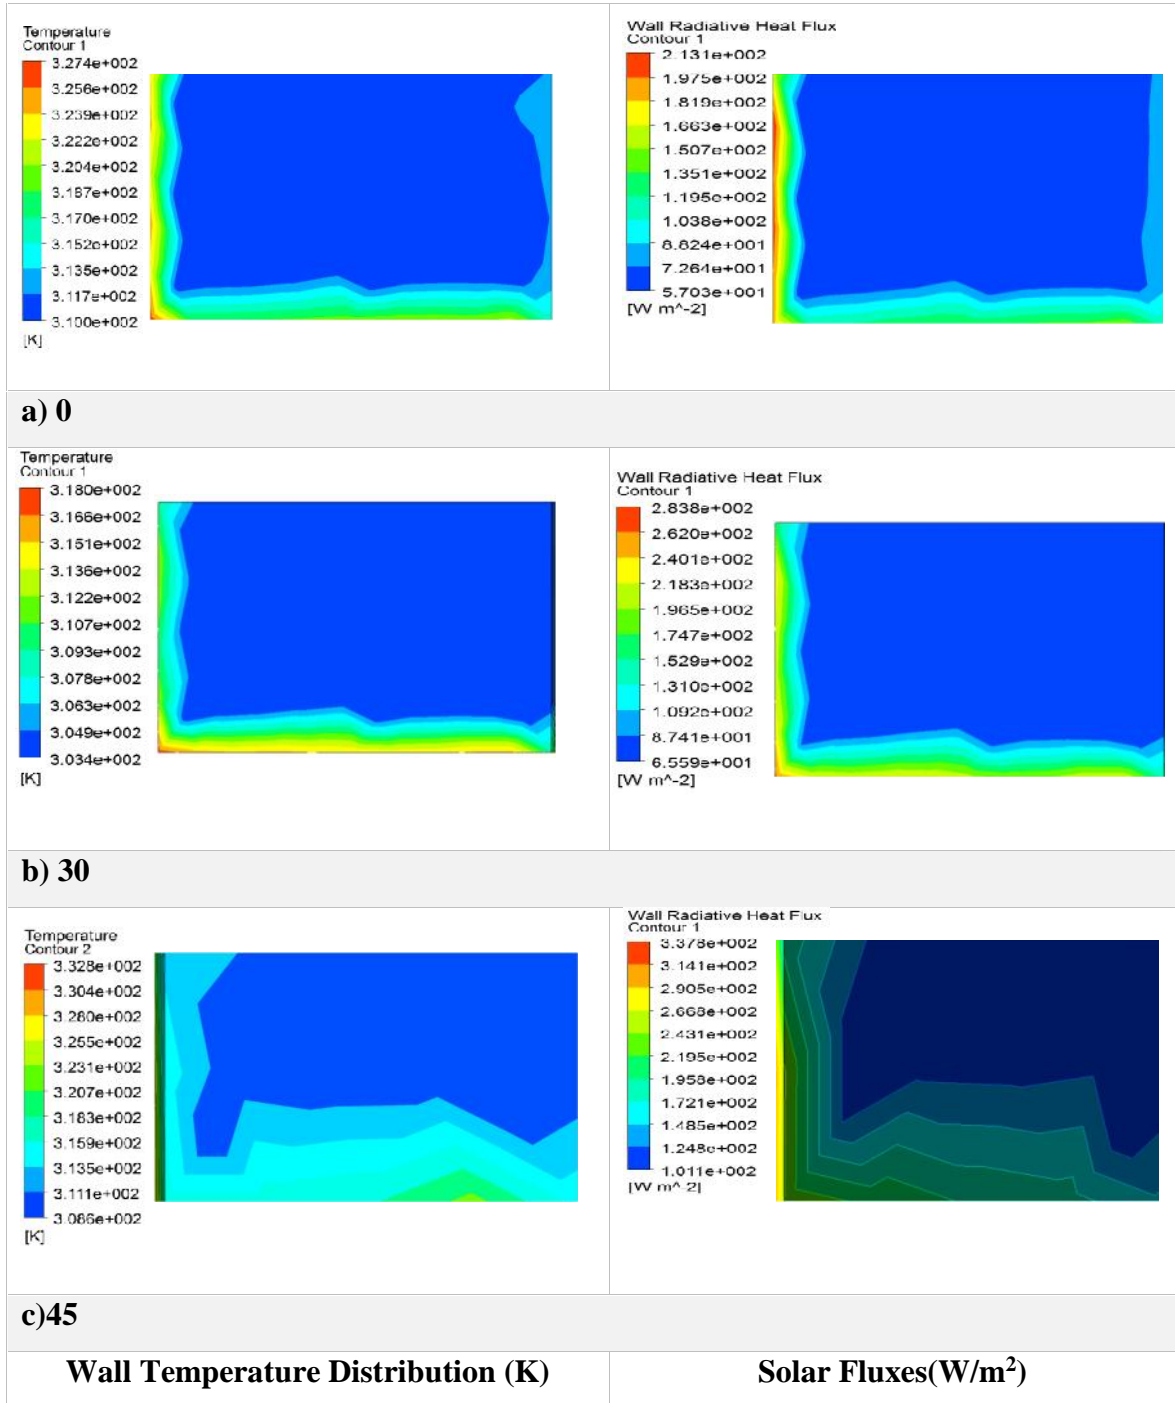 Temperature
Contour 1
3.274e+002
3.256e+002
3.239e+002
3.222e+002
3.204e+002
3.187e+002
3.170e+002
3.152e+002
3.135e+002
3.117e+002
3.100e+002
[K]
Wall Radiative Heat Flux
Contour 1
2.131e+002
1.975e+002
1.819e+002
1.663e+002
1.507e+002
1.351e+002
1.195e+002
1.038e+002
8.824e+001
7.264e+001
5.703e+001
[W m^-2]
a) 0
Temperature
Contour 1
3.180e+002
3.166e+002
3.151e+002
3.136e+002
3.122e+002
3.107e+002
3.093e+002
3.078e+002
3.063e+002
3.049e+002
3.034e+002
[K]
Wall Radiative Heat Flux
Contour 1
2.838e+002
2.620e+002
2.401e+002
2.183e+002
1.965e+002
1.747e+002
1.529e+002
1.310e+002
1.092e+002
8.741e+001
6.559e+001
[W m^-2]
b) 30
Temperature
Contour 2
3.328e+002
3.304e+002
3.280e+002
3.255e+002
3.231e+002
3.207e+002
3.183e+002
3.159e+002
3.135e+002
3.111e+002
3.086e+002
[K]
Wall Radiative Heat Flux
Contour 1
3.378e+002
3.141e+002
2.905e+002
2.668e+002
2.431e+002
2.195e+002
1.958e+002
1.721e+002
1.485e+002
1.248e+002
1.011e+002
[W m^-2]
c)45
Wall Temperature Distribution (K)
Solar Fluxes(W/m²)